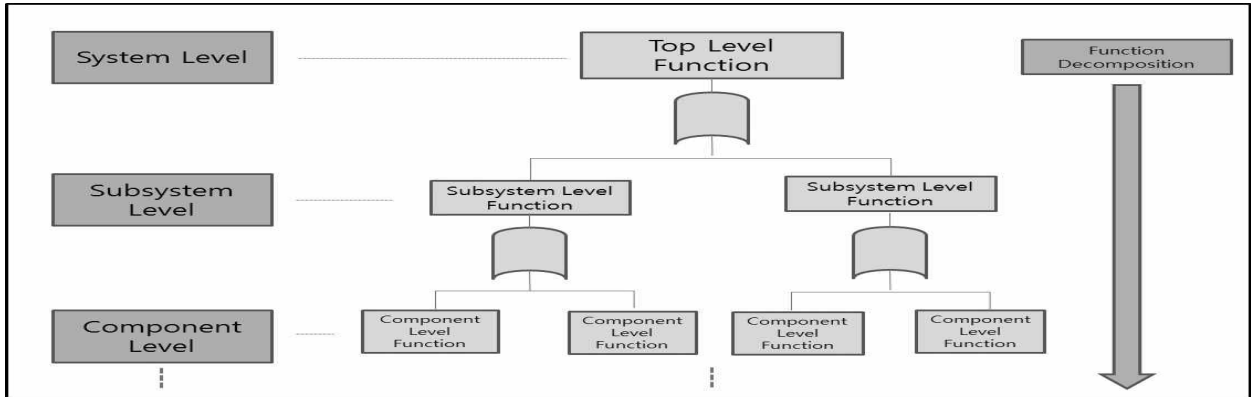 System Level
Top Level
Function
Function
Decomposition
Subsystem
Level
Subsystem Level
Function
Subsystem Level
Function
Component
Level
Component
Level
Function
Component
Level
Function
Component
Level
Function
Component
Level
Function